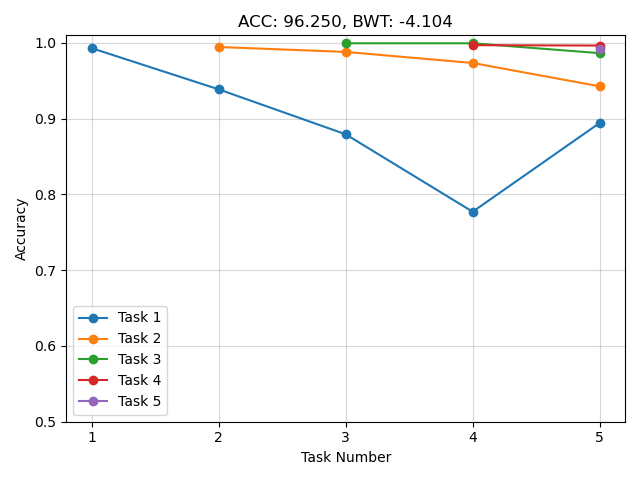 ACC: 96.250, BWT: -4.104
1.0
0.9
0.8
0.7
0.6
0.5
Accuracy
Task 1
Task 2
Task 3
Task 4
Task 5
1 2 3 4 5
Task Number